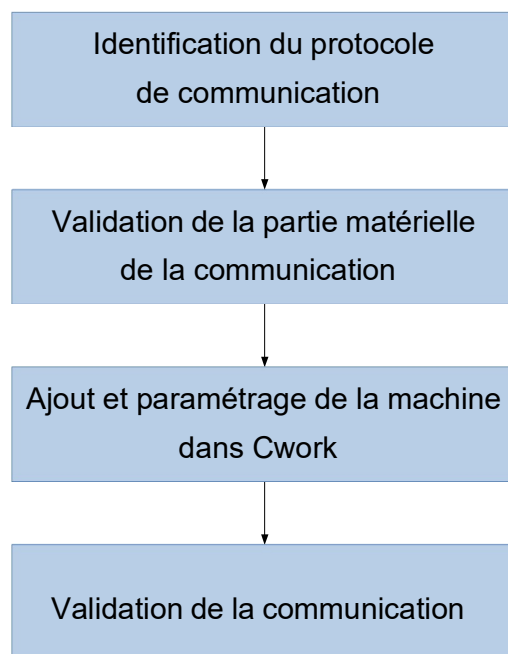 Identification du protocole
de communication
Validation de la partie matérielle
de la communication
Ajout et paramétrage de la machine
dans Cwork
Validation de la communication